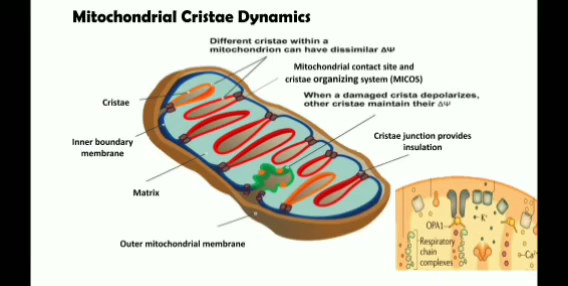 Mitochondrial Cristae Dynamics
Different cristae within a
mitochondrion can have dissimilar ΔΨ
Mitochondrial contact site and
cristae organizing system (MICOS)
When a damaged crista depolarizes,
other cristae maintain their ΔΨ
Cristae
Cristae junction provides
insulation
Inner boundary
membrane
Matrix
Outer mitochondrial membrane
OPA1
K⁺
Respiratory
chain
complexes